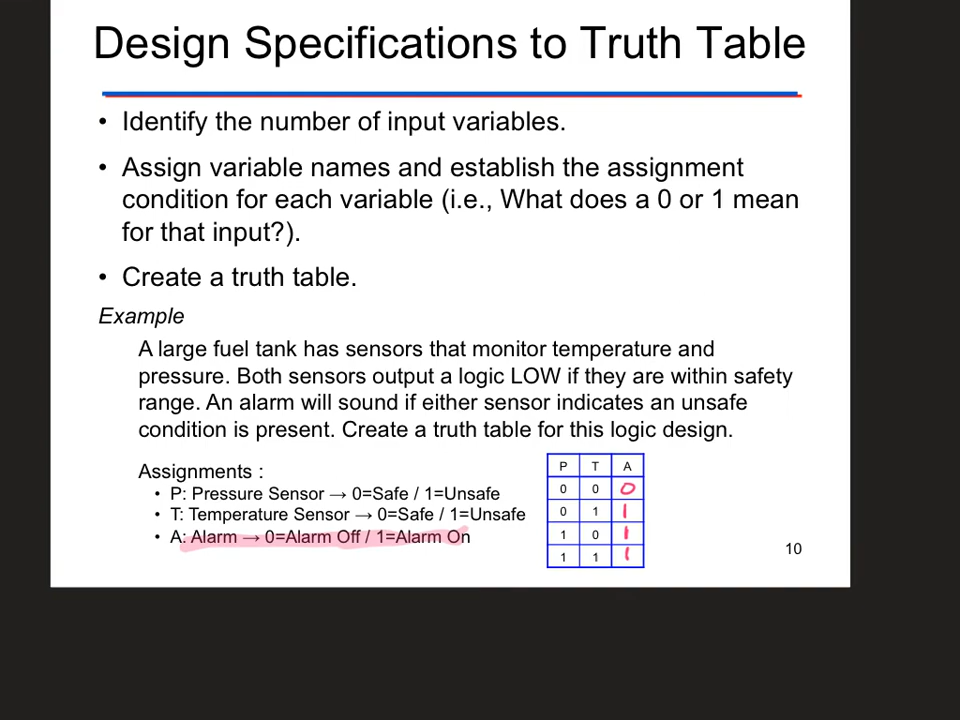 Design Specifications to Truth Table
• Identify the number of input variables.
• Assign variable names and establish the assignment
condition for each variable (i.e., What does a 0 or 1 mean
for that input?).
• Create a truth table.
Example
A large fuel tank has sensors that monitor temperature and
pressure. Both sensors output a logic LOW if they are within safety
range. An alarm will sound if either sensor indicates an unsafe
condition is present. Create a truth table for this logic design.
Assignments :
• P: Pressure Sensor → 0=Safe / 1=Unsafe
• T: Temperature Sensor → 0=Safe / 1=Unsafe
• A: Alarm → 0=Alarm Off / 1=Alarm On
P T A
0 0 0
0 1 1
1 0 1
1 1 1
10